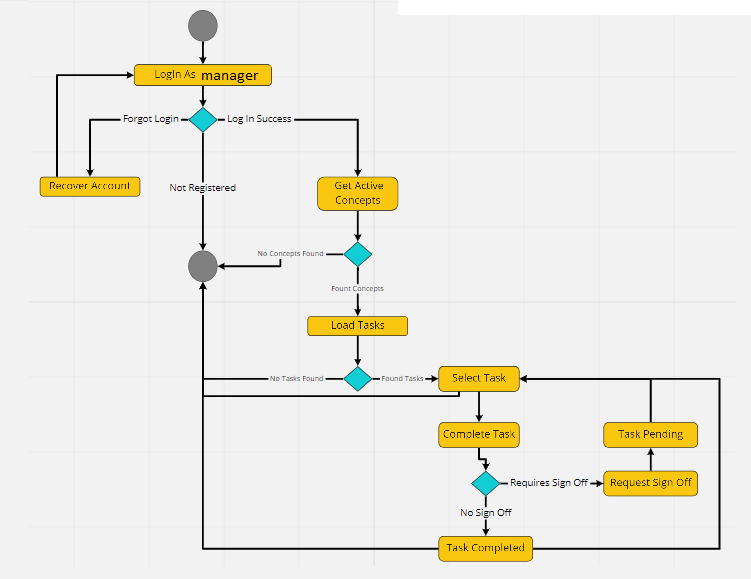 LogIn As manager
Forgot Login
Log In Success
Recover Account
Not Registered
Get Active
Concepts
No Concepts Found
Fount Concepts
Load Tasks
No Tasks Found
Found Tasks
Select Task
Complete Task
Task Pending
Requires Sign Off
Request Sign Off
No Sign Off
Task Completed